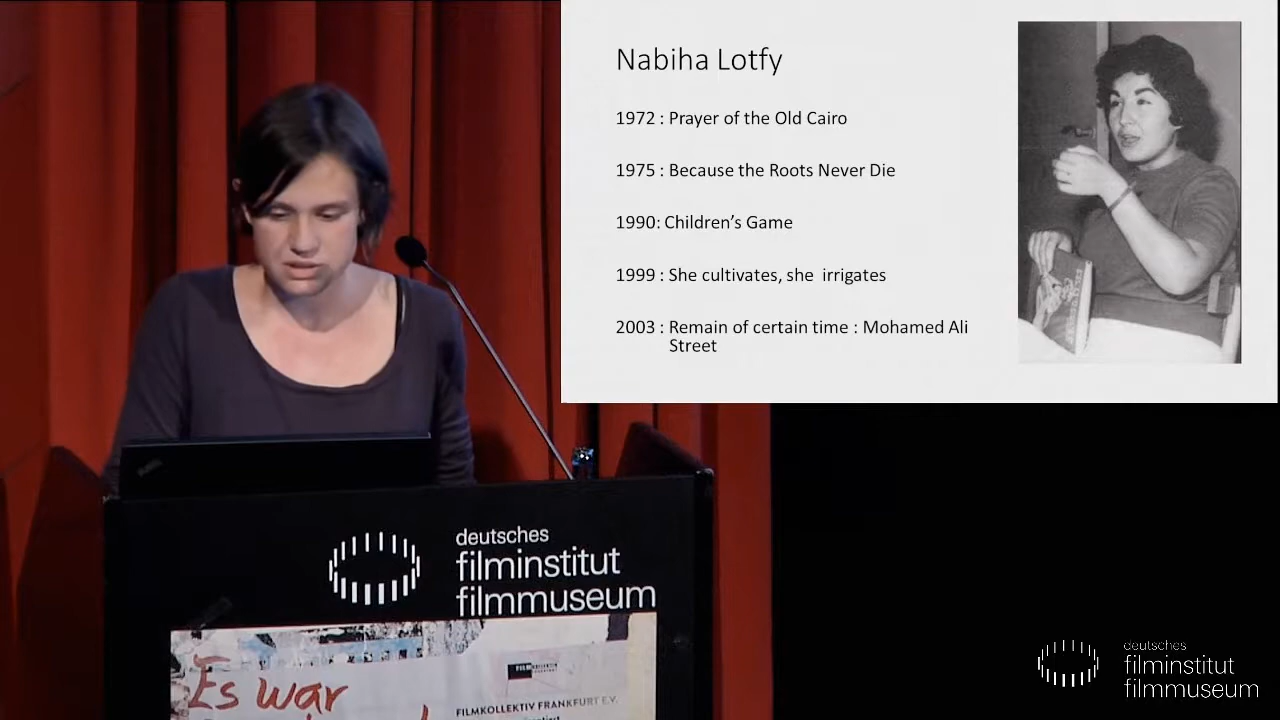 Nabiha Lotfy
1972 : Prayer of the Old Cairo
1975 : Because the Roots Never Die
1990: Children's Game
1999 : She cultivates, she  irrigates
2003 : Remain of certain time : Mohamed Ali
Street
deutsches
filminstitut
filmmuseum
Es war
FILMKOLLEKTIV FRANKFURT E.V.
deutsches
filminstitut
filmmuseum